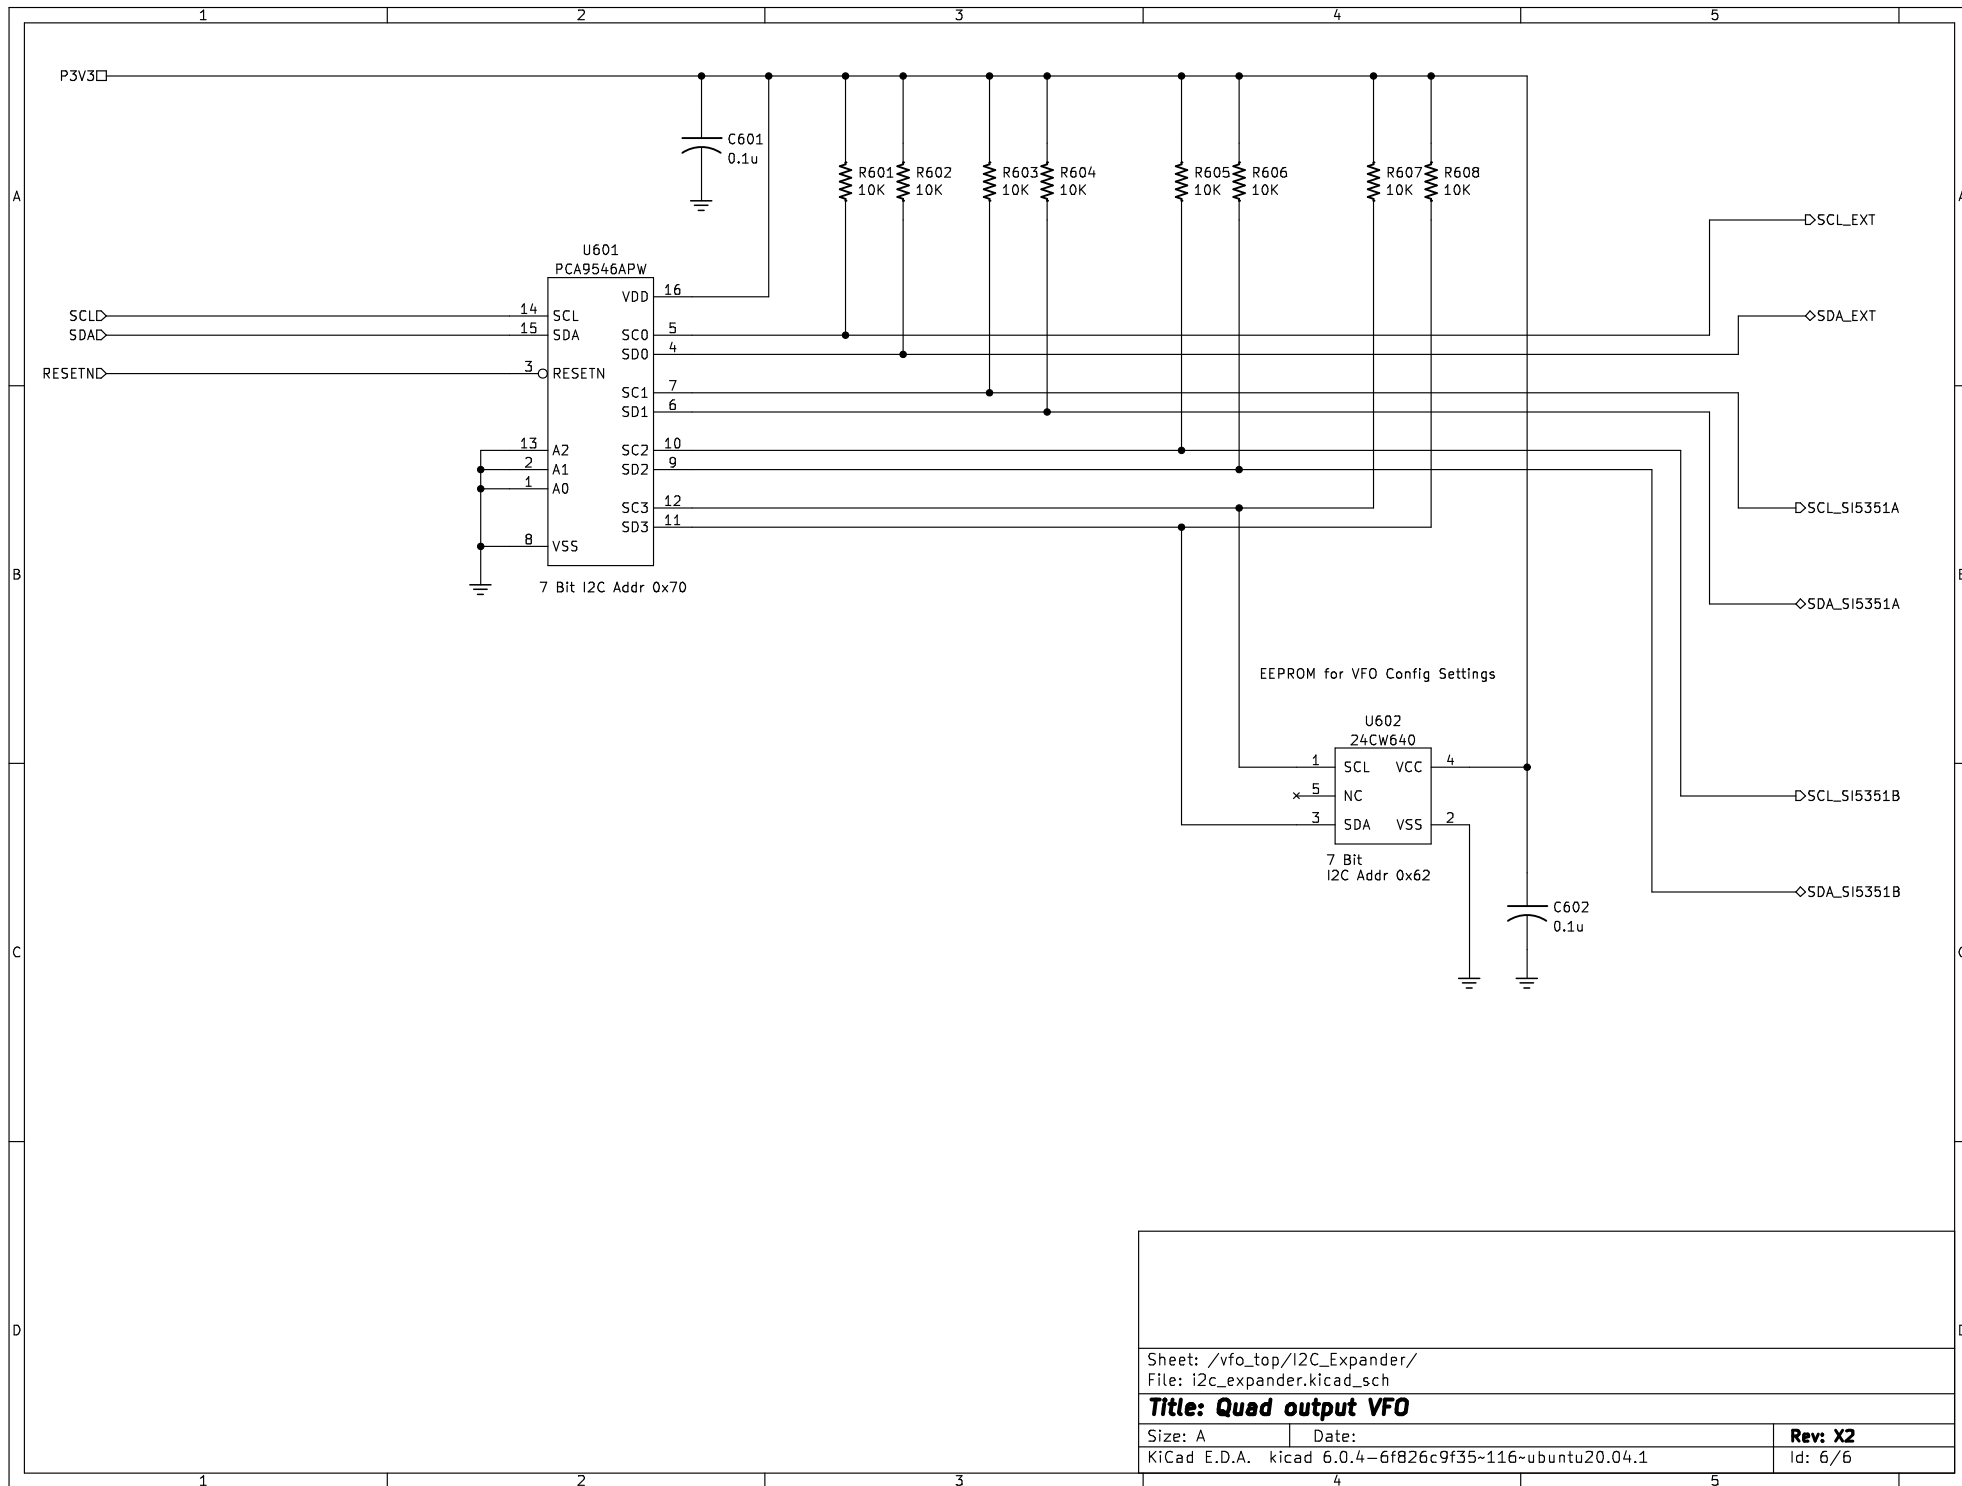 1 2 3 4 5
P3V3
C601
0.1u
R601 R602 R603 R604 R605 R606 R607 R608
10K 10K 10K 10K 10K 10K 10K 10K
A A
SCL_EXT
U601
PCA9546APW
VDD 16
SCL 14 SCL SDA_EXT
SDA 15 SDA SC0 5
SD0 4
RESETN 3 RESETN
SC1 7
SD1 6
13 A2 SC2 10
2 A1 SD2 9
1 A0
SC3 12 SCL_SI5351A
SD3 11
8 VSS
B
7 Bit I2C Addr 0x70
SDA_SI5351A
EEPROM for VFO Config Settings
U602
24CW640
1 SCL VCC 4
5 NC SCL_SI5351B
3 SDA VSS 2
7 Bit
I2C Addr 0x62
SDA_SI5351B
C602
0.1u
C
D
Sheet: /vfo_top/I2C_Expander/
File: i2c_expander.kicad_sch
Title: Quad output VFO
Size: A Date: Rev: X2
KiCad E.D.A. kicad 6.0.4-6f826c9f35~116~ubuntu20.04.1 Id: 6/6
1 2 3 4 5